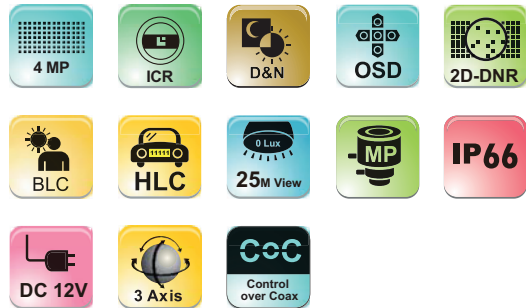 4 MP
ICR
D&N
OSD
2D-DNR
BLC
HLC
0 Lux
25M View
MP
IP66
DC 12V
3 Axis
CoC
Control
over Coax